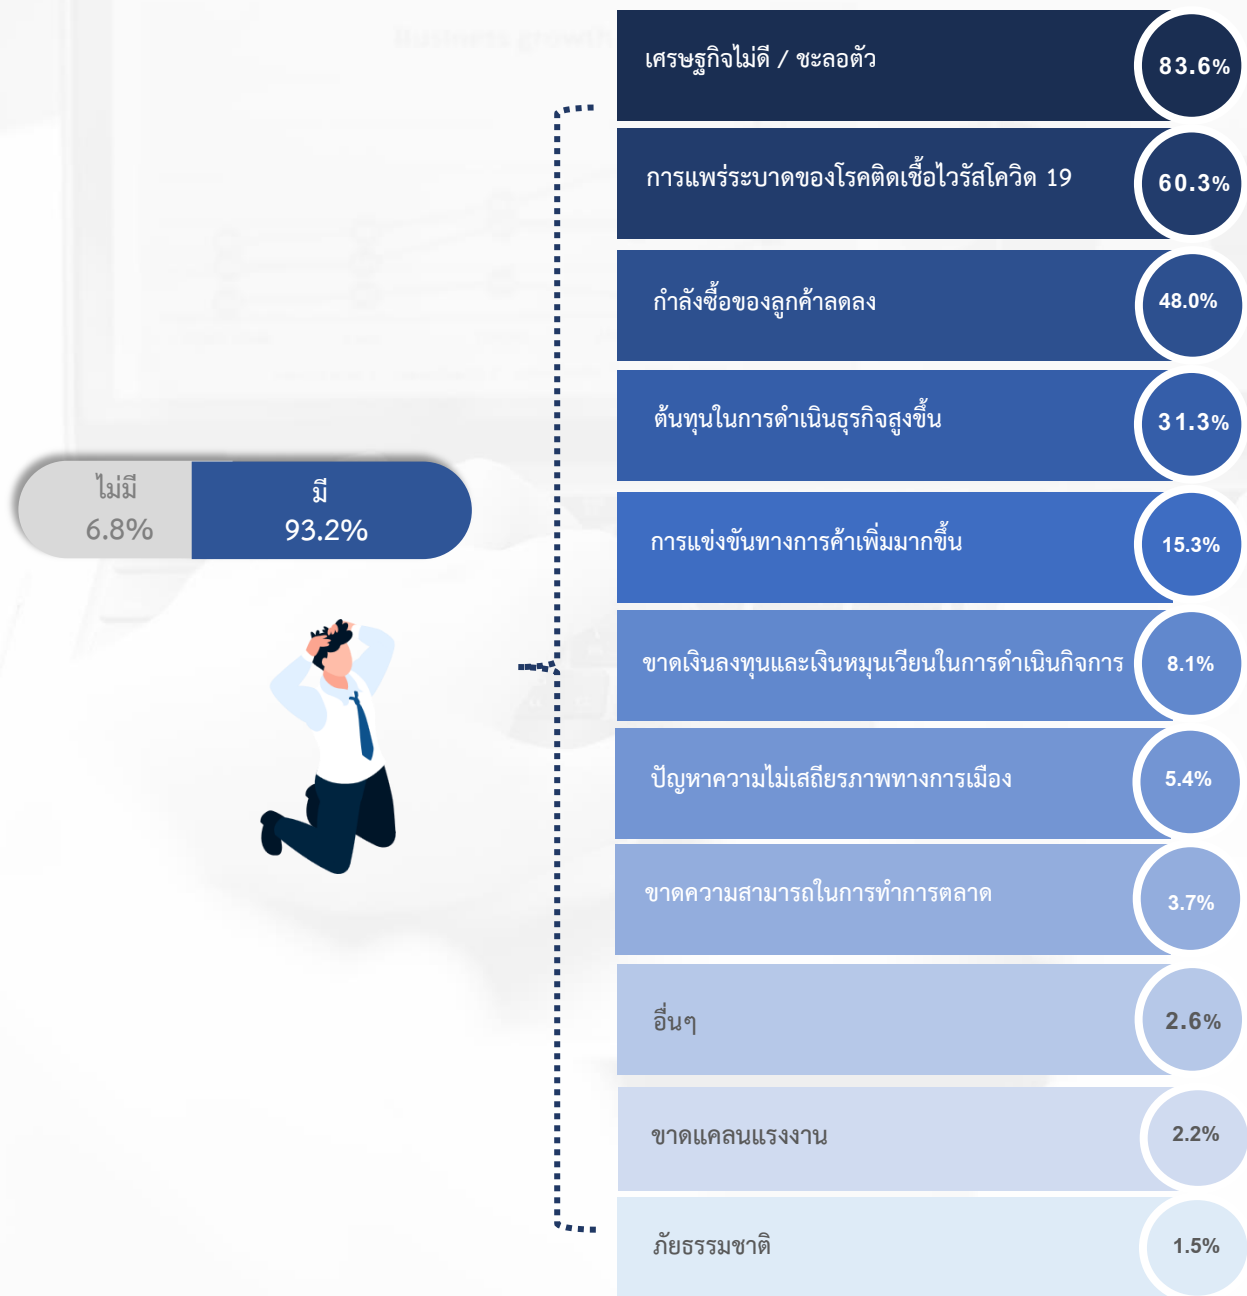 Business growth
เศรษฐกิจไม่ดี / ชะลอตัว
83.6%
การแพร่ระบาดของโรคติดเชื้อไวรัสโควิด 19
60.3%
กำลังซื้อของลูกค้าลดลง
48.0%
ต้นทุนในการดำเนินธุรกิจสูงขึ้น
31.3%
ไม่มี
6.8%
มี
93.2%
การแข่งขันทางการค้าเพิ่มมากขึ้น
15.3%
ขาดเงินลงทุนและเงินหมุนเวียนในการดำเนินกิจการ
8.1%
ปัญหาความไม่เสถียรภาพทางการเมือง
5.4%
ขาดความสามารถในการทำการตลาด
3.7%
อื่นๆ
2.6%
ขาดแคลนแรงงาน
2.2%
ภัยธรรมชาติ
1.5%